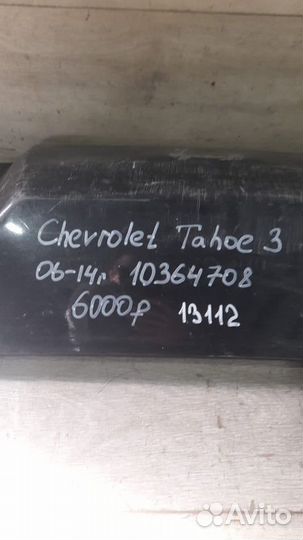 Chevrolet Tahoe 3
06-14г 10364708
6000₽ 13112
Avito